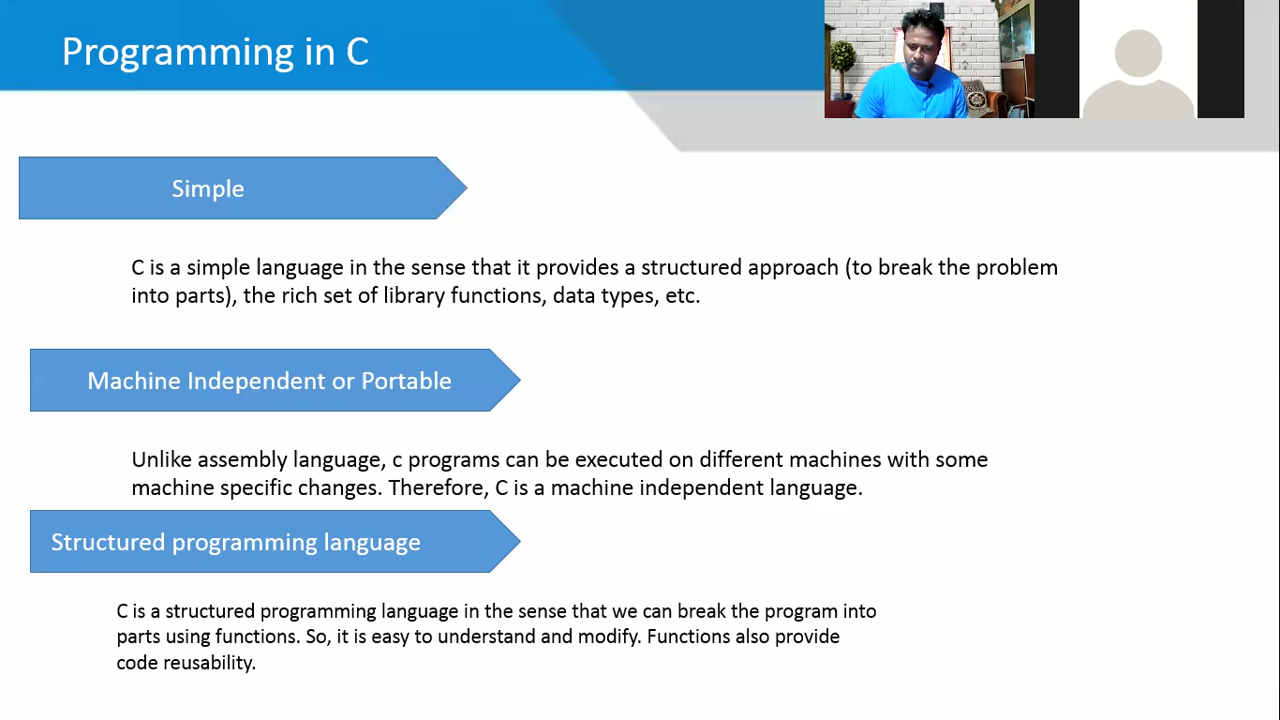 Programming in C
Simple
C is a simple language in the sense that it provides a structured approach (to break the problem
into parts), the rich set of library functions, data types, etc.
Machine Independent or Portable
Unlike assembly language, c programs can be executed on different machines with some
machine specific changes. Therefore, C is a machine independent language.
Structured programming language
C is a structured programming language in the sense that we can break the program into
parts using functions. So, it is easy to understand and modify. Functions also provide
code reusability.